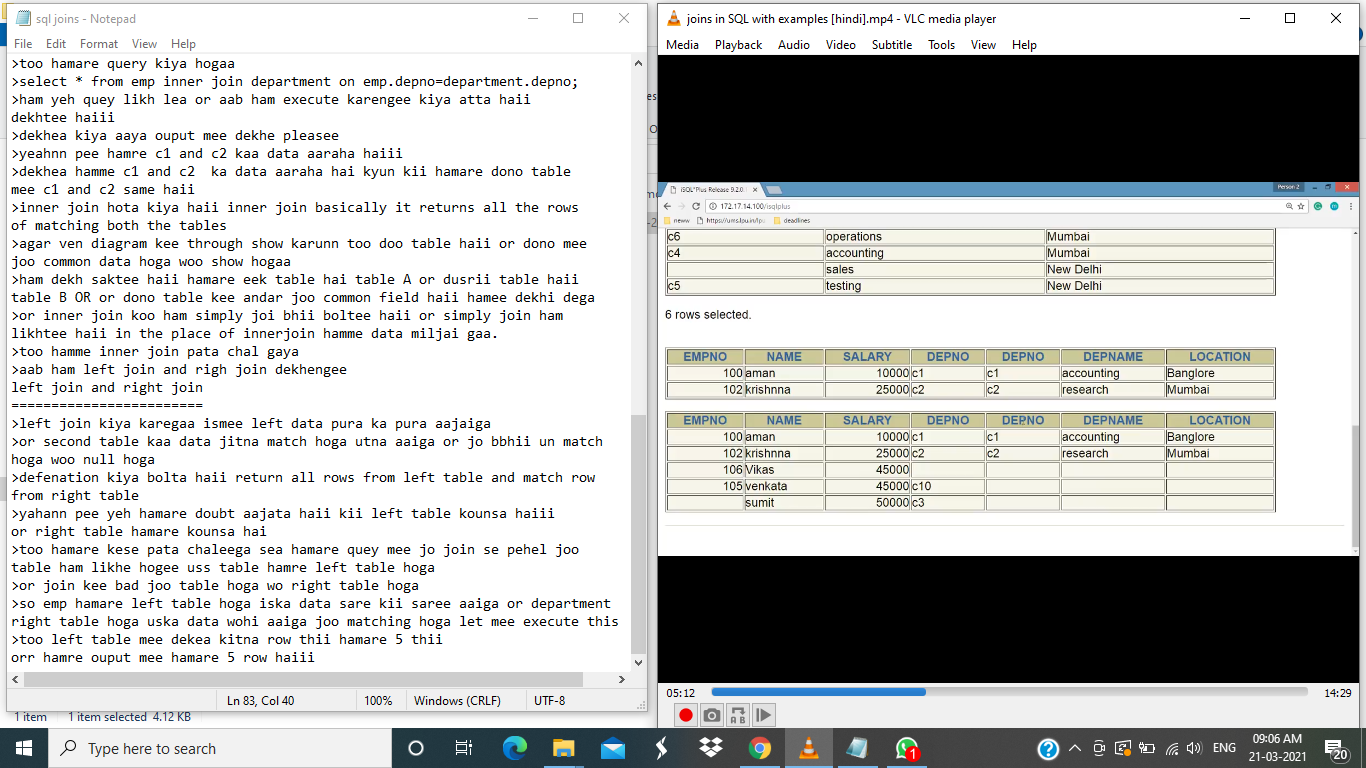 sql joins - Notepad
File Edit Format View Help
>too hamare query kiya hogaa
>select * from emp inner join department on emp.depno=department.depno;
>ham yeh quey likh lea or aab ham execute karengee kiya atta haii
dekhtee haiii
>dekhea kiya aaya ouput mee dekhe pleasee
>yeahnn pee hamre c1 and c2 kaa data aaraha haiii
>dekhea hamme c1 and c2  ka data aaraha hai kyun kii hamare dono table
mee c1 and c2 same haii
>inner join hota kiya haii inner join basically it returns all the rows
of matching both the tables
>agar ven diagram kee through show karunn too doo table haii or dono mee
joo common data hoga woo show hogaa
>ham dekh saktee haii hamare eek table hai table A or dusrii table haii
table B OR or dono table kee andar joo common field haii hamee dekhi dega
>or inner join koo ham simply joi bhii boltee haii or simply join ham
likhtee haii in the place of innerjoin hamme data miljai gaa.
>too hamme inner join pata chal gaya
>aab ham left join and righ join dekhengee
left join and right join
========================
>left join kiya karegaa ismee left data pura ka pura aajaiga
>or second table kaa data jitna match hoga utna aaiga or jo bbhii un match
hoga woo null hoga
>defenation kiya bolta haii return all rows from left table and match row
from right table
>yahann pee yeh hamare doubt aajata haii kii left table kounsa haiii
or right table hamare kounsa hai
>too hamare kese pata chaleega sea hamare quey mee jo join se pehel joo
table ham likhe hogee uss table hamre left table hoga
>or join kee bad joo table hoga wo right table hoga
>so emp hamare left table hoga iska data sare kii saree aaiga or department
right table hoga uska data wohi aaiga joo matching hoga let mee execute this
>too left table mee dekea kitna row thii hamare 5 thii
orr hamre ouput mee hamare 5 row haiii
Ln 83, Col 40 100% Windows (CRLF) UTF-8
1 item 1 item selected 4.12 KB
joins in SQL with examples [hindi].mp4 - VLC media player
Media Playback Audio Video Subtitle Tools View Help
iSQL*Plus Release 9.2.0.
Person 2
172.17.14.100/isqlplus
neww https://ums.lpu.in/lpu deadlines
c6 operations Mumbai
c4 accounting Mumbai
sales New Delhi
c5 testing New Delhi
6 rows selected.
EMPNO NAME SALARY DEPNO DEPNO DEPNAME LOCATION
100 aman 10000 c1 c1 accounting Banglore
102 krishnna 25000 c2 c2 research Mumbai
EMPNO NAME SALARY DEPNO DEPNO DEPNAME LOCATION
100 aman 10000 c1 c1 accounting Banglore
102 krishnna 25000 c2 c2 research Mumbai
106 Vikas 45000
105 venkata 45000 c10
sumit 50000 c3
05:12 14:29
A B
Type here to search
1
ENG
09:06 AM
21-03-2021
20